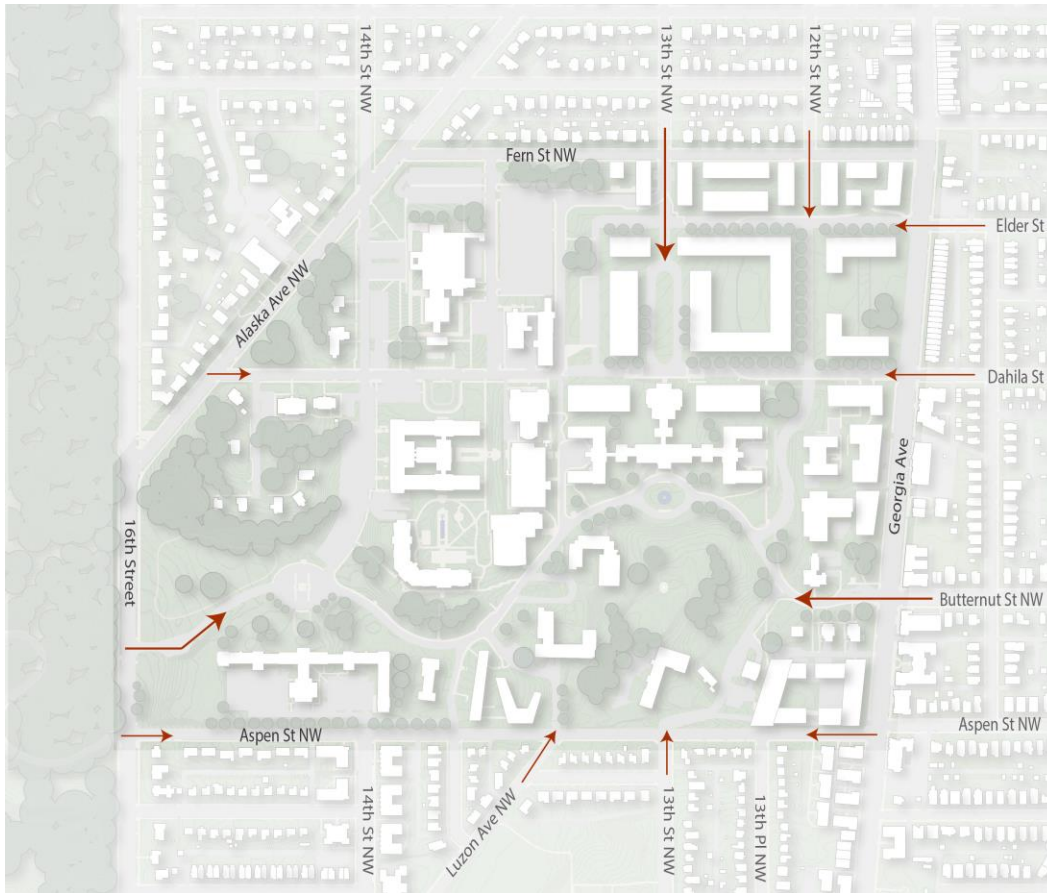 14th St NW
13th St NW
12th St NW
Fern St NW
Elder St
Alaska Ave NW
Dahila St
Georgia Ave
16th Street
Butternut St NW
Aspen St NW
Aspen St NW
14th St NW
Luzon Ave NW
13th St NW
13th Pl NW